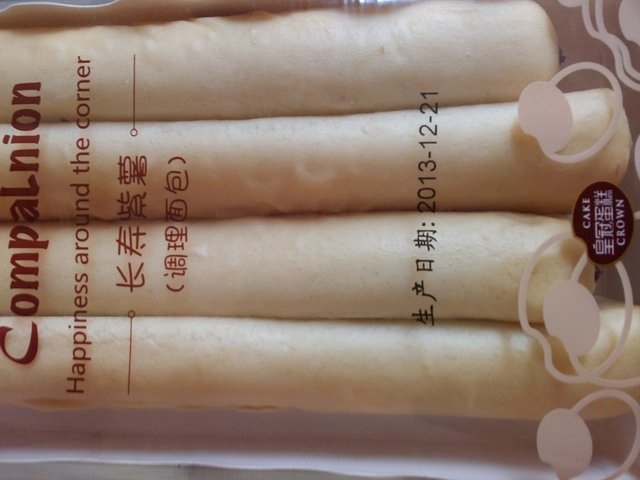 CompaLnion
Happiness around the corner
长寿紫薯
（调理面包）
生产日期: 2013-12-21
CAKE
皇冠蛋糕
CROWN